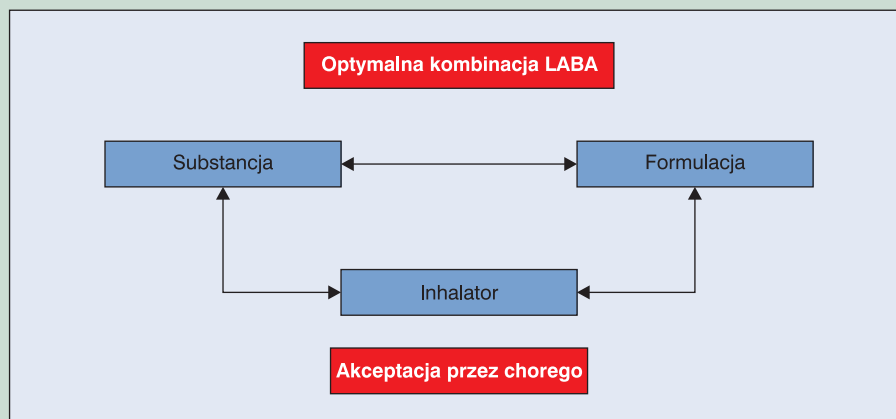 Optymalna kombinacja LABA
Substancja
Formulacja
Inhalator
Akceptacja przez chorego